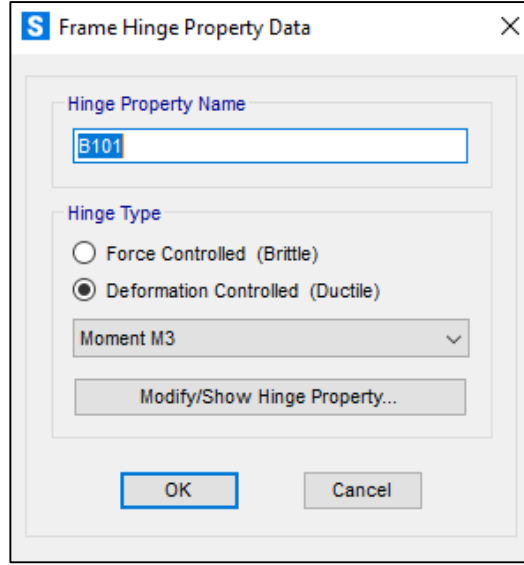 S Frame Hinge Property Data
Hinge Property Name
B101
Hinge Type
Force Controlled (Brittle)
Deformation Controlled (Ductile)
Moment M3
Modify/Show Hinge Property...
OK Cancel